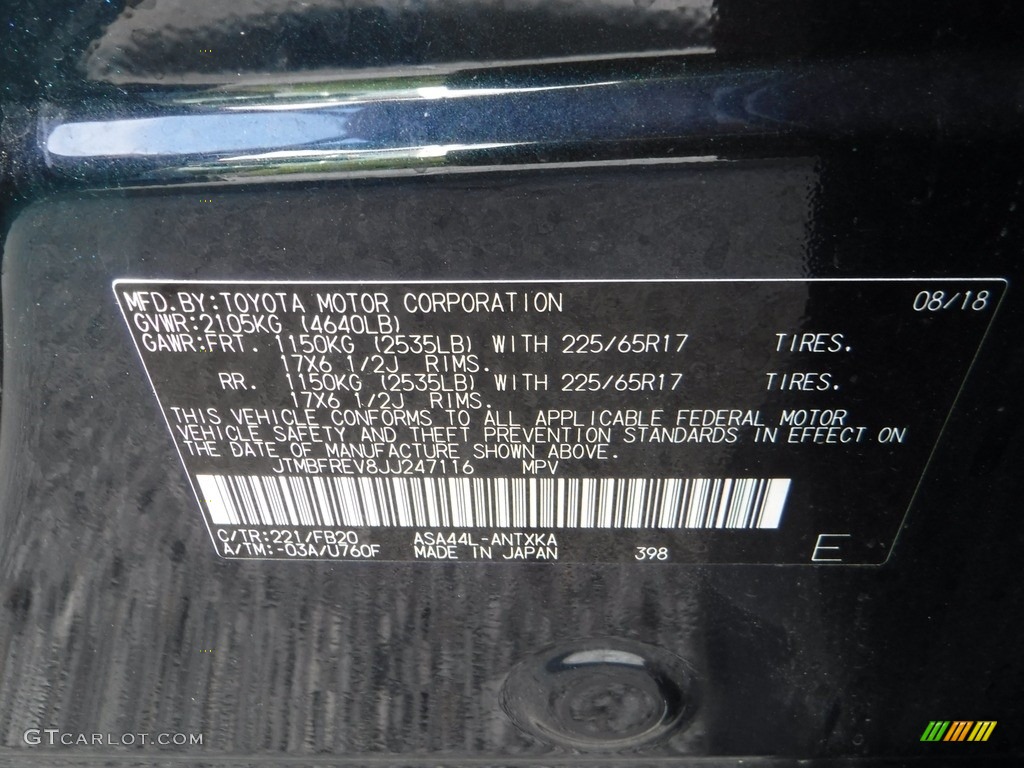 MFD.BY:TOYOTA MOTOR CORPORATION 08/18
GVWR:2105KG (4640LB)
GAWR:FRT. 1150KG (2535LB) WITH 225/65R17 TIRES.
17X6 1/2J RIMS.
RR. 1150KG (2535LB) WITH 225/65R17 TIRES.
17X6 1/2J RIMS.
THIS VEHICLE CONFORMS TO ALL APPLICABLE FEDERAL MOTOR
VEHICLE SAFETY AND THEFT PREVENTION STANDARDS IN EFFECT ON
THE DATE OF MANUFACTURE SHOWN ABOVE.
JTMBFREV8JJ247116 MPV
C/TR:221/FB20 ASA44L-ANTXKA
A/TM:-03A/U760F MADE IN JAPAN 398 E
GTCARLOT.COM